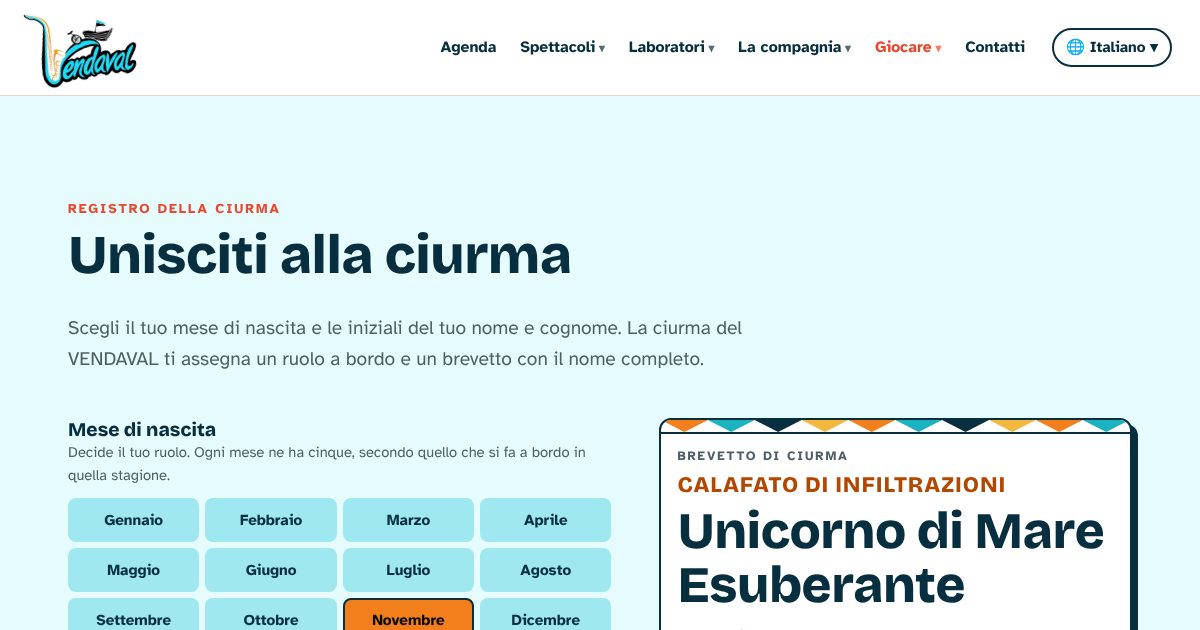 Vendaval
Agenda
Spettacoli ▾
Laboratori ▾
La compagnia ▾
Giocare ▾
Contatti
🌐 Italiano ▾
REGISTRO DELLA CIURMA
Unisciti alla ciurma
Scegli il tuo mese di nascita e le iniziali del tuo nome e cognome. La ciurma del
VENDAVAL ti assegna un ruolo a bordo e un brevetto con il nome completo.
Mese di nascita
Decide il tuo ruolo. Ogni mese ne ha cinque, secondo quello che si fa a bordo in
quella stagione.
Gennaio
Febbraio
Marzo
Aprile
Maggio
Giugno
Luglio
Agosto
Settembre
Ottobre
Novembre
Dicembre
BREVETTO DI CIURMA
CALAFATO DI INFILTRAZIONI
Unicorno di Mare
Esuberante